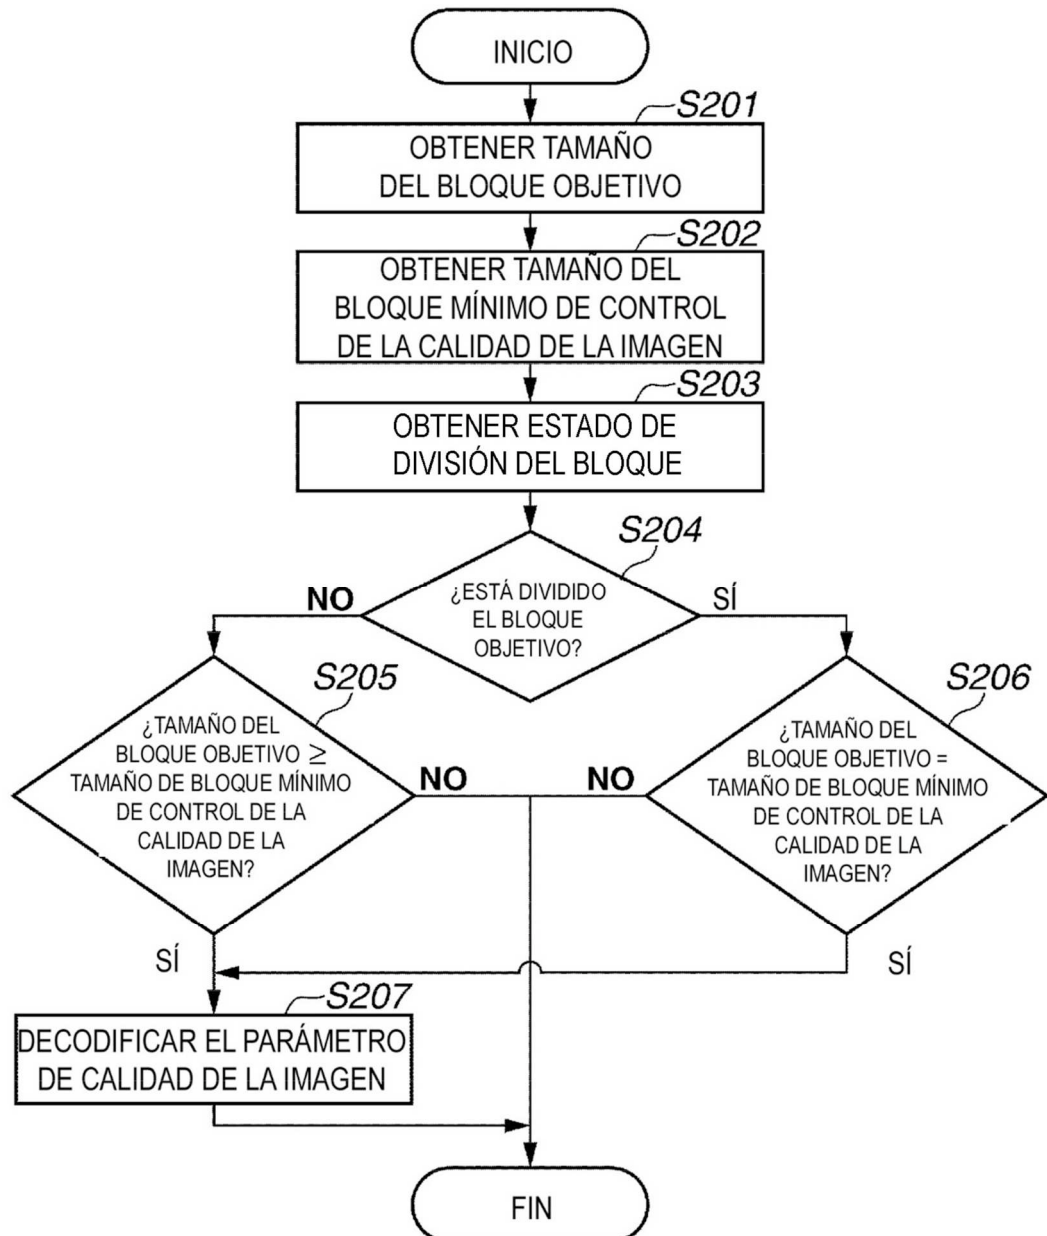 INICIO
S201
OBTENER TAMAÑO
DEL BLOQUE OBJETIVO
S202
OBTENER TAMAÑO DEL
BLOQUE MÍNIMO DE CONTROL
DE LA CALIDAD DE LA IMAGEN
S203
OBTENER ESTADO DE
DIVISIÓN DEL BLOQUE
S204
¿ESTÁ DIVIDIDO
EL BLOQUE
OBJETIVO?
NO
SÍ
S205
¿TAMAÑO DEL
BLOQUE OBJETIVO ≥
TAMAÑO DE BLOQUE MÍNIMO
DE CONTROL DE LA
CALIDAD DE LA
IMAGEN?
NO
SÍ
S206
¿TAMAÑO DEL
BLOQUE OBJETIVO =
TAMAÑO DE BLOQUE MÍNIMO
DE CONTROL DE LA
CALIDAD DE LA
IMAGEN?
NO
SÍ
S207
DECODIFICAR EL PARÁMETRO
DE CALIDAD DE LA IMAGEN
FIN